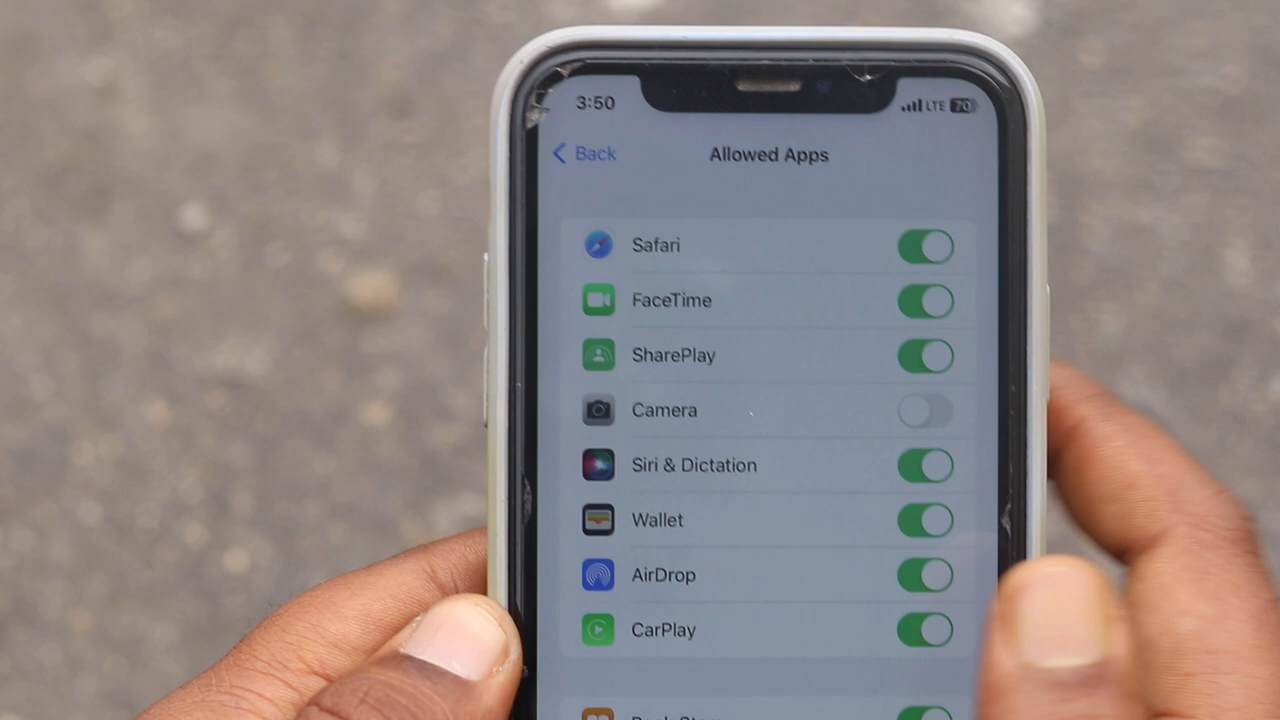 3:50 LTE 70
Back Allowed Apps
Safari
FaceTime
SharePlay
Camera
Siri & Dictation
Wallet
AirDrop
CarPlay